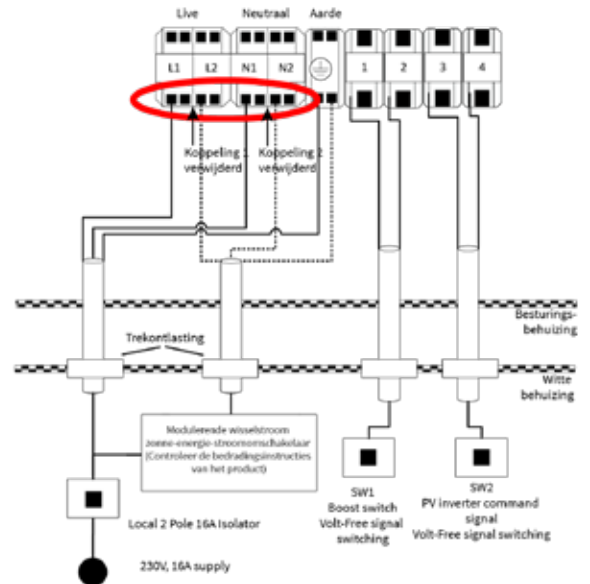 Live Neutraal Aarde
L1 L2 N1 N2 1 2 3 4
Koppeling 1
verwijderd
Koppeling 2
verwijderd
Besturings-
behuizing
Trekontlasting
Witte
behuizing
Modulerende wisselstroom
zonne-energie-stroomomschakelaar
(Controleer de bedradingsinstructies
van het product)
SW1
Boost switch
Volt-Free signal
switching
SW2
PV inverter command
signal
Volt-Free signal switching
Local 2 Pole 16A Isolator
230V, 16A supply